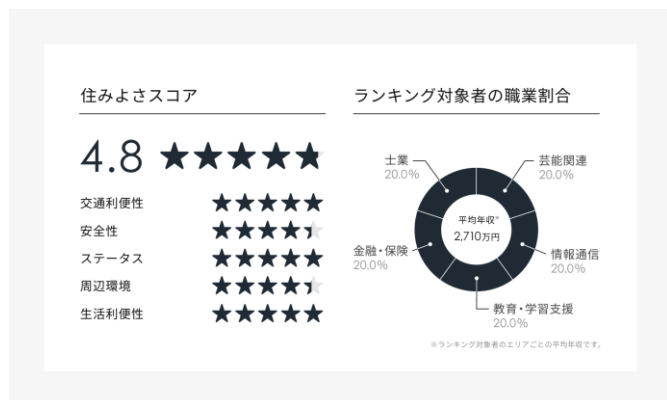 住みよさスコア
4.8
交通利便性
安全性
ステータス
周辺環境
生活利便性
ランキング対象者の職業割合
士業
20.0%
芸能関連
20.0%
平均年収*
2,710万円
金融・保険
20.0%
情報通信
20.0%
教育・学習支援
20.0%
※ランキング対象者のエリアごとの平均年収です。